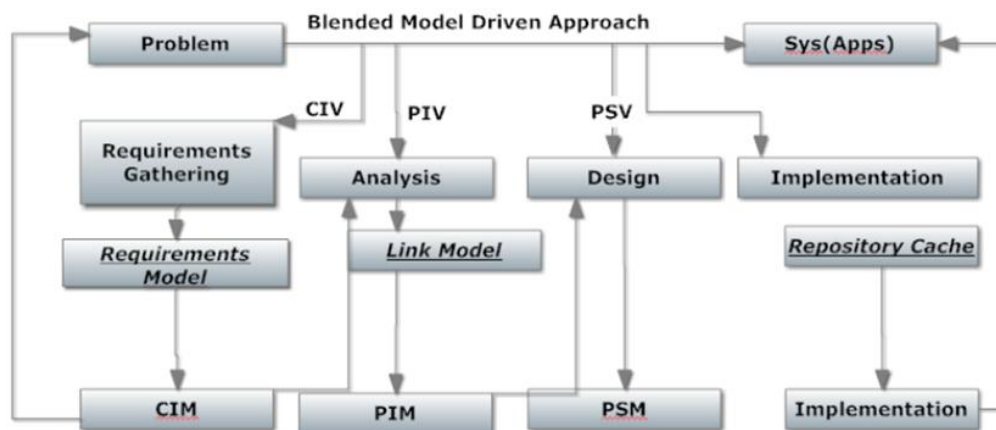 Blended Model Driven Approach
Problem
Sys(Apps)
CIV
PIV
PSV
Requirements
Gathering
Analysis
Design
Implementation
Requirements
Model
Link Model
Repository Cache
CIM
PIM
PSM
Implementation